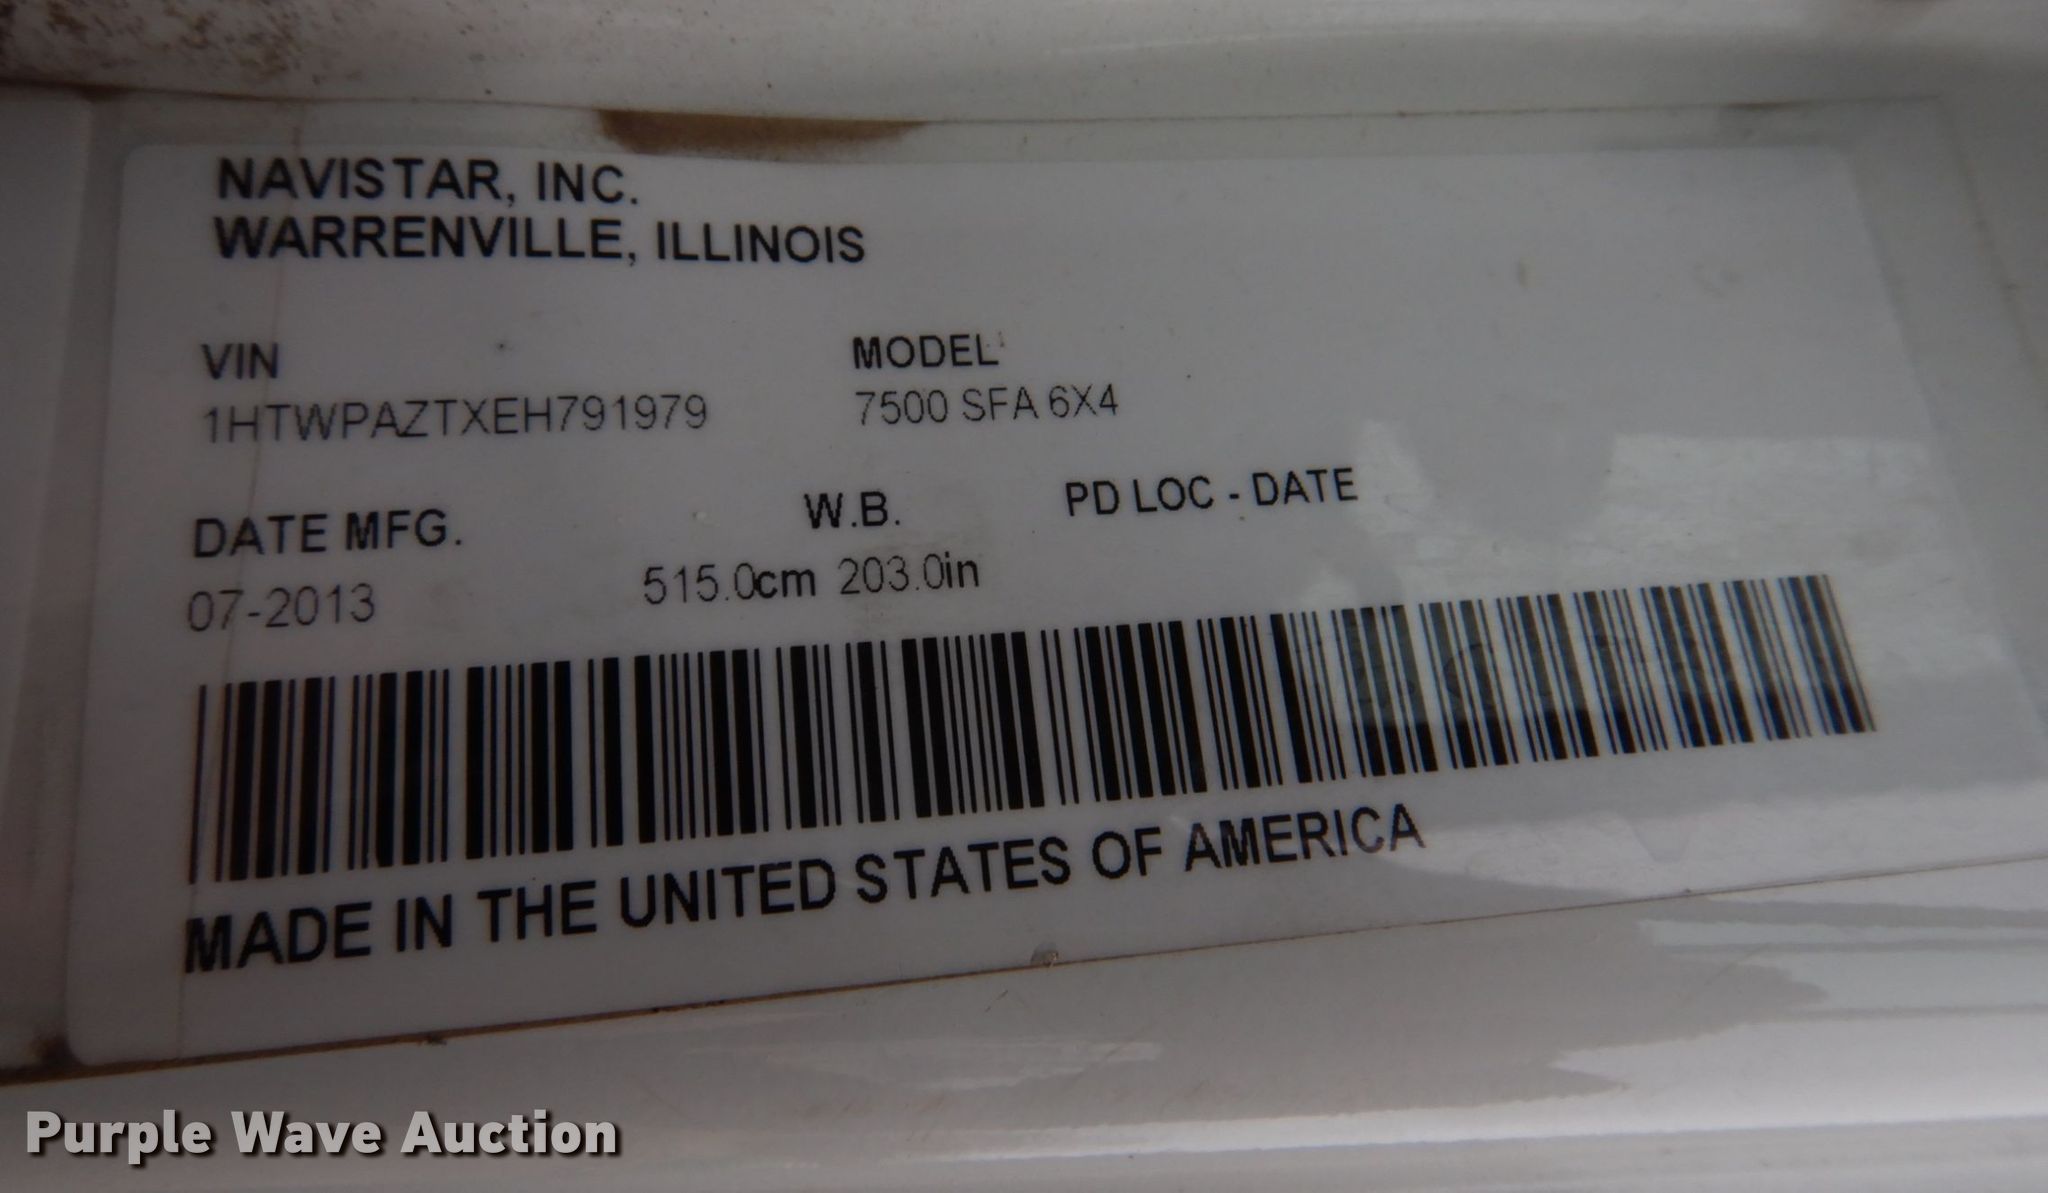 NAVISTAR, INC.
WARRENVILLE, ILLINOIS
VIN MODEL
1HTWPAZTXEH791979 7500 SFA 6X4
DATE MFG. W.B. PD LOC - DATE
07-2013 515.0cm 203.0in
MADE IN THE UNITED STATES OF AMERICA
Purple Wave Auction